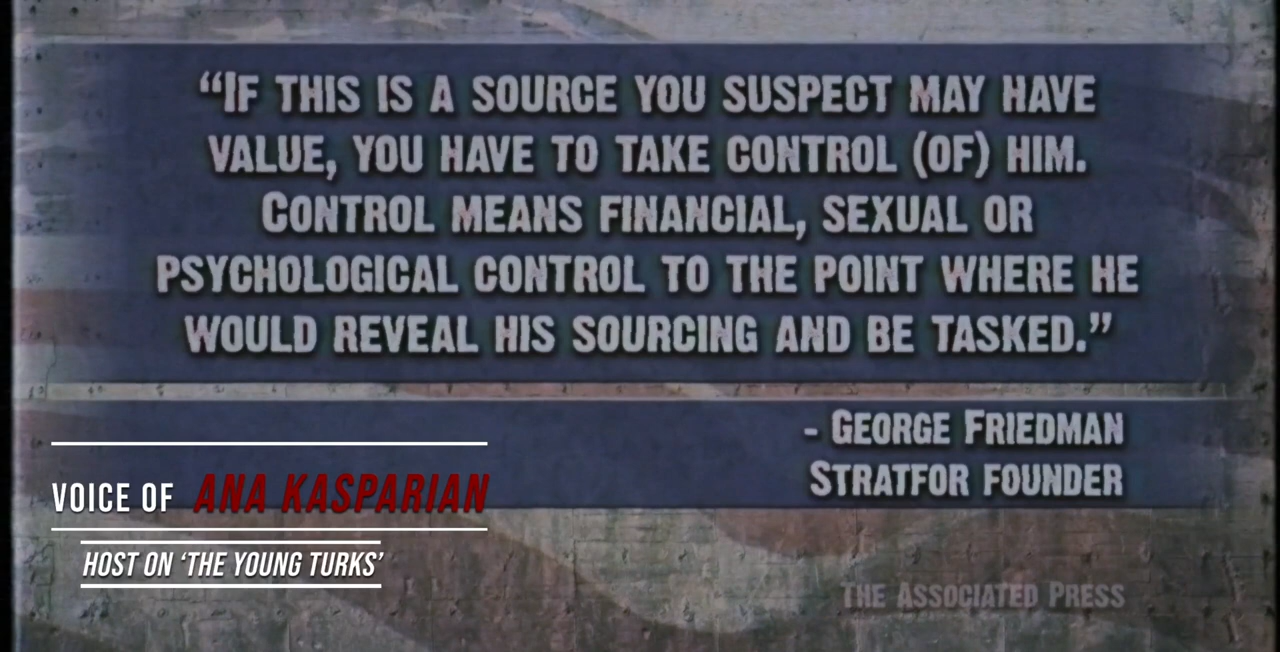 “IF THIS IS A SOURCE YOU SUSPECT MAY HAVE
VALUE, YOU HAVE TO TAKE CONTROL (OF) HIM.
CONTROL MEANS FINANCIAL, SEXUAL OR
PSYCHOLOGICAL CONTROL TO THE POINT WHERE HE
WOULD REVEAL HIS SOURCING AND BE TASKED.”
- GEORGE FRIEDMAN
STRATFOR FOUNDER
VOICE OF ANA KASPARIAN
HOST ON ‘THE YOUNG TURKS’
THE ASSOCIATED PRESS